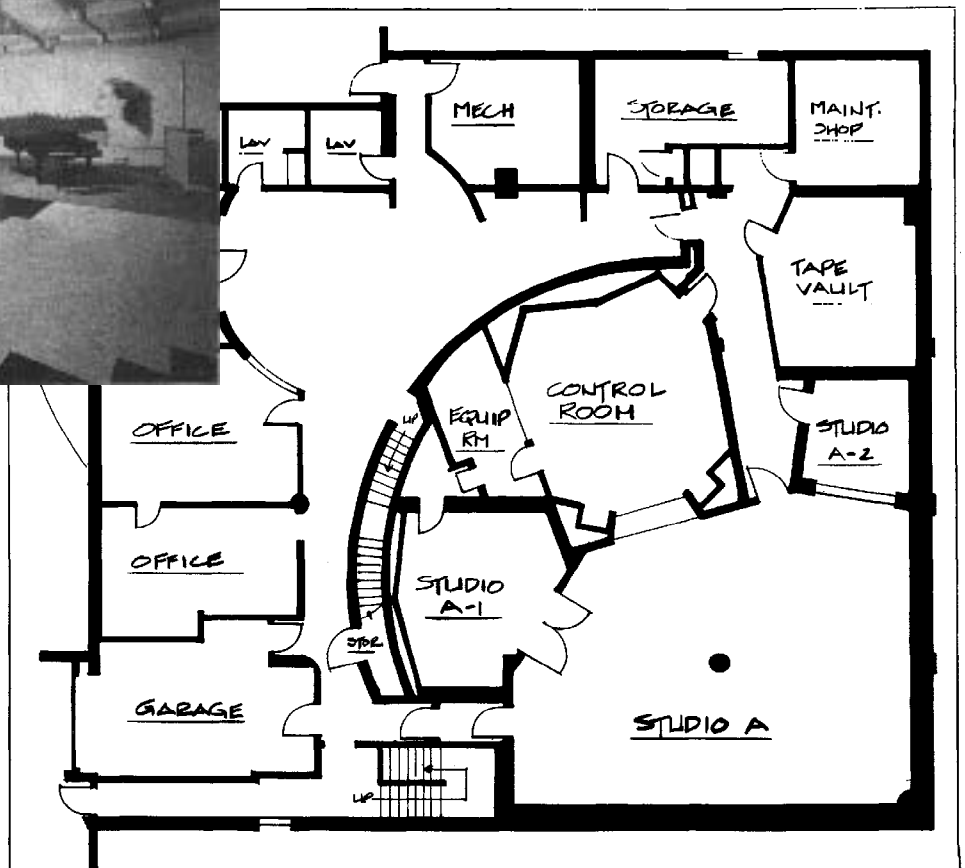 MECH
STORAGE
MAINT.
SHOP
LAV
LAV
TAPE
VAULT
CONTROL
ROOM
UP
EQUIP
RM
OFFICE
STUDIO
A-2
OFFICE
STUDIO
A-1
STOR
GARAGE
STUDIO A
UP